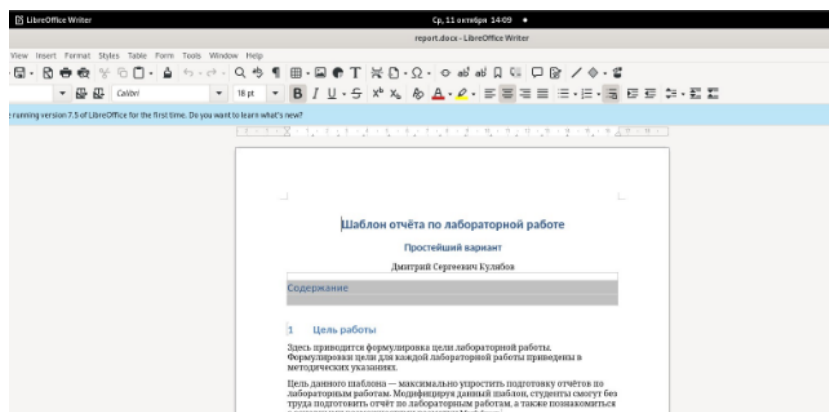 LibreOffice Writer
Ср, 11 октября 14:09
report.docx - LibreOffice Writer
View Insert Format Styles Table Form Tools Window Help
Calibri 18 pt
running version 7.5 of LibreOffice for the first time. Do you want to learn what's new?
Шаблон отчёта по лабораторной работе
Простейший вариант
Дмитрий Сергеевич Кулябов
Содержание
1 Цель работы
Здесь приводится формулировка цели лабораторной работы.
Формулировки цели для каждой лабораторной работы приведены в
методических указаниях.
Цель данного шаблона — максимально упростить подготовку отчётов по
лабораторным работам. Модифицируя данный шаблон, студенты смогут без
труда подготовить отчёт по лабораторным работам, а также познакомиться